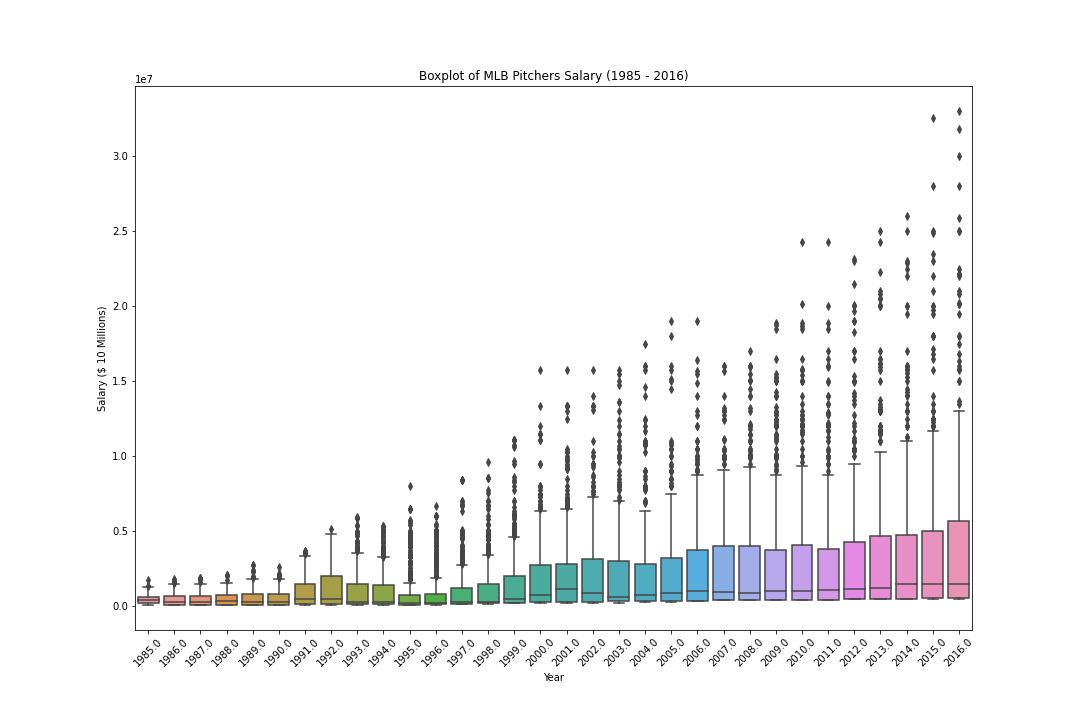 Boxplot of MLB Pitchers Salary (1985 - 2016)
1e7
3.0
2.5
2.0
1.5
1.0
0.5
0.0
Salary ($ 10 Millions)
1985.0 1986.0 1987.0 1988.0 1989.0 1990.0 1991.0 1992.0 1993.0 1994.0 1995.0 1996.0 1997.0 1998.0 1999.0 2000.0 2001.0 2002.0 2003.0 2004.0 2005.0 2006.0 2007.0 2008.0 2009.0 2010.0 2011.0 2012.0 2013.0 2014.0 2015.0 2016.0
Year